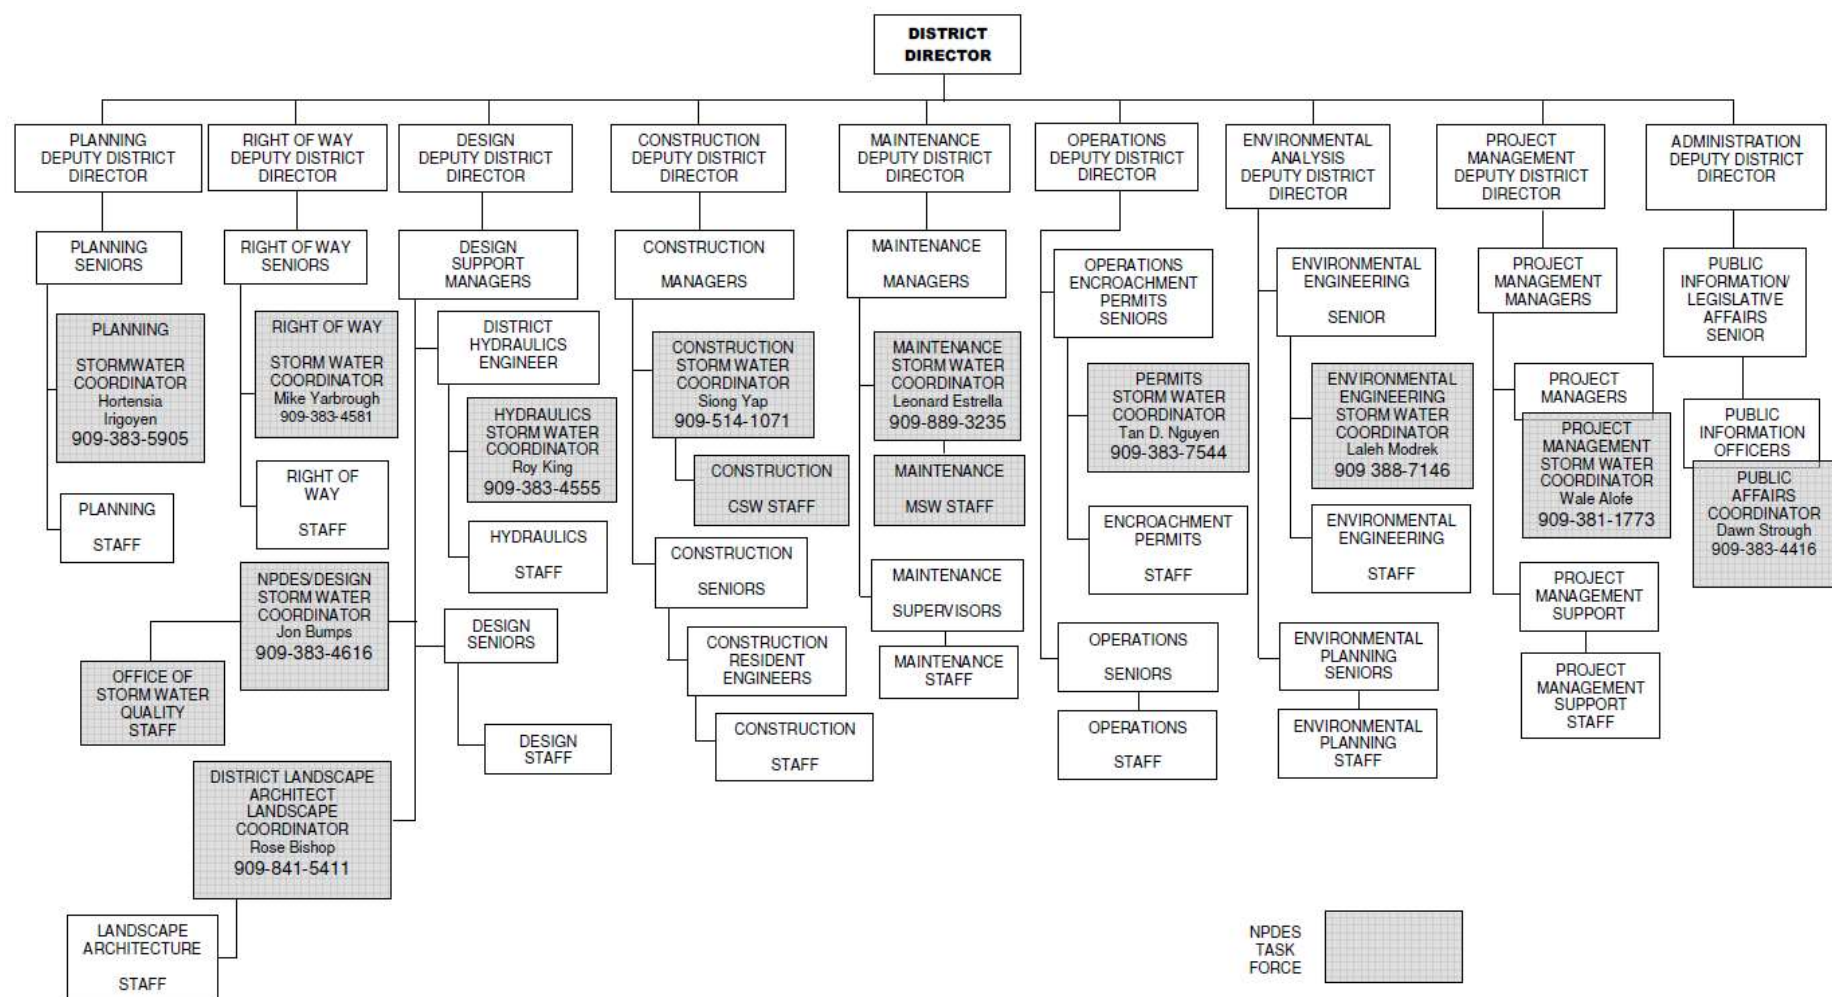 DISTRICT
DIRECTOR
PLANNING
DEPUTY DISTRICT
DIRECTOR
RIGHT OF WAY
DEPUTY DISTRICT
DIRECTOR
DESIGN
DEPUTY DISTRICT
DIRECTOR
CONSTRUCTION
DEPUTY DISTRICT
DIRECTOR
MAINTENANCE
DEPUTY DISTRICT
DIRECTOR
OPERATIONS
DEPUTY DISTRICT
DIRECTOR
ENVIRONMENTAL
ANALYSIS
DEPUTY DISTRICT
DIRECTOR
PROJECT
MANAGEMENT
DEPUTY DISTRICT
DIRECTOR
ADMINISTRATION
DEPUTY DISTRICT
DIRECTOR
PLANNING
SENIORS
PLANNING
STORMWATER
COORDINATOR
Hortensia
Irigoyen
909-383-5905
PLANNING
STAFF
RIGHT OF WAY
SENIORS
RIGHT OF WAY
STORM WATER
COORDINATOR
Mike Yarbrough
909-383-4581
RIGHT OF
WAY
STAFF
DESIGN
SUPPORT
MANAGERS
DISTRICT
HYDRAULICS
ENGINEER
HYDRAULICS
STORM WATER
COORDINATOR
Roy King
909-383-4555
HYDRAULICS
STAFF
NPDES/DESIGN
STORM WATER
COORDINATOR
Jon Bumps
909-383-4616
OFFICE OF
STORM WATER
QUALITY
STAFF
DESIGN
SENIORS
DESIGN
STAFF
DISTRICT LANDSCAPE
ARCHITECT
LANDSCAPE
COORDINATOR
Rose Bishop
909-841-5411
LANDSCAPE
ARCHITECTURE
STAFF
CONSTRUCTION
MANAGERS
CONSTRUCTION
STORM WATER
COORDINATOR
Siong Yap
909-514-1071
CONSTRUCTION
CSW STAFF
CONSTRUCTION
SENIORS
CONSTRUCTION
RESIDENT
ENGINEERS
CONSTRUCTION
STAFF
MAINTENANCE
MANAGERS
MAINTENANCE
STORM WATER
COORDINATOR
Leonard Estrella
909-889-3235
MAINTENANCE
MSW STAFF
MAINTENANCE
SUPERVISORS
MAINTENANCE
STAFF
OPERATIONS
ENCROACHMENT
PERMITS
SENIORS
PERMITS
STORM WATER
COORDINATOR
Tan D. Nguyen
909-383-7544
ENCROACHMENT
PERMITS
STAFF
OPERATIONS
SENIORS
OPERATIONS
STAFF
ENVIRONMENTAL
ENGINEERING
SENIOR
ENVIRONMENTAL
ENGINEERING
STORM WATER
COORDINATOR
Laleh Modrek
909 388-7146
ENVIRONMENTAL
ENGINEERING
STAFF
ENVIRONMENTAL
PLANNING
SENIORS
ENVIRONMENTAL
PLANNING
STAFF
PROJECT
MANAGEMENT
MANAGERS
PROJECT
MANAGERS
PROJECT
MANAGEMENT
STORM WATER
COORDINATOR
Wale Alofe
909-381-1773
PROJECT
MANAGEMENT
SUPPORT
PROJECT
MANAGEMENT
SUPPORT
STAFF
PUBLIC
INFORMATION/
LEGISLATIVE
AFFAIRS
SENIOR
PUBLIC
INFORMATION
OFFICERS
PUBLIC
AFFAIRS
COORDINATOR
Dawn Strough
909-383-4416
NPDES
TASK
FORCE